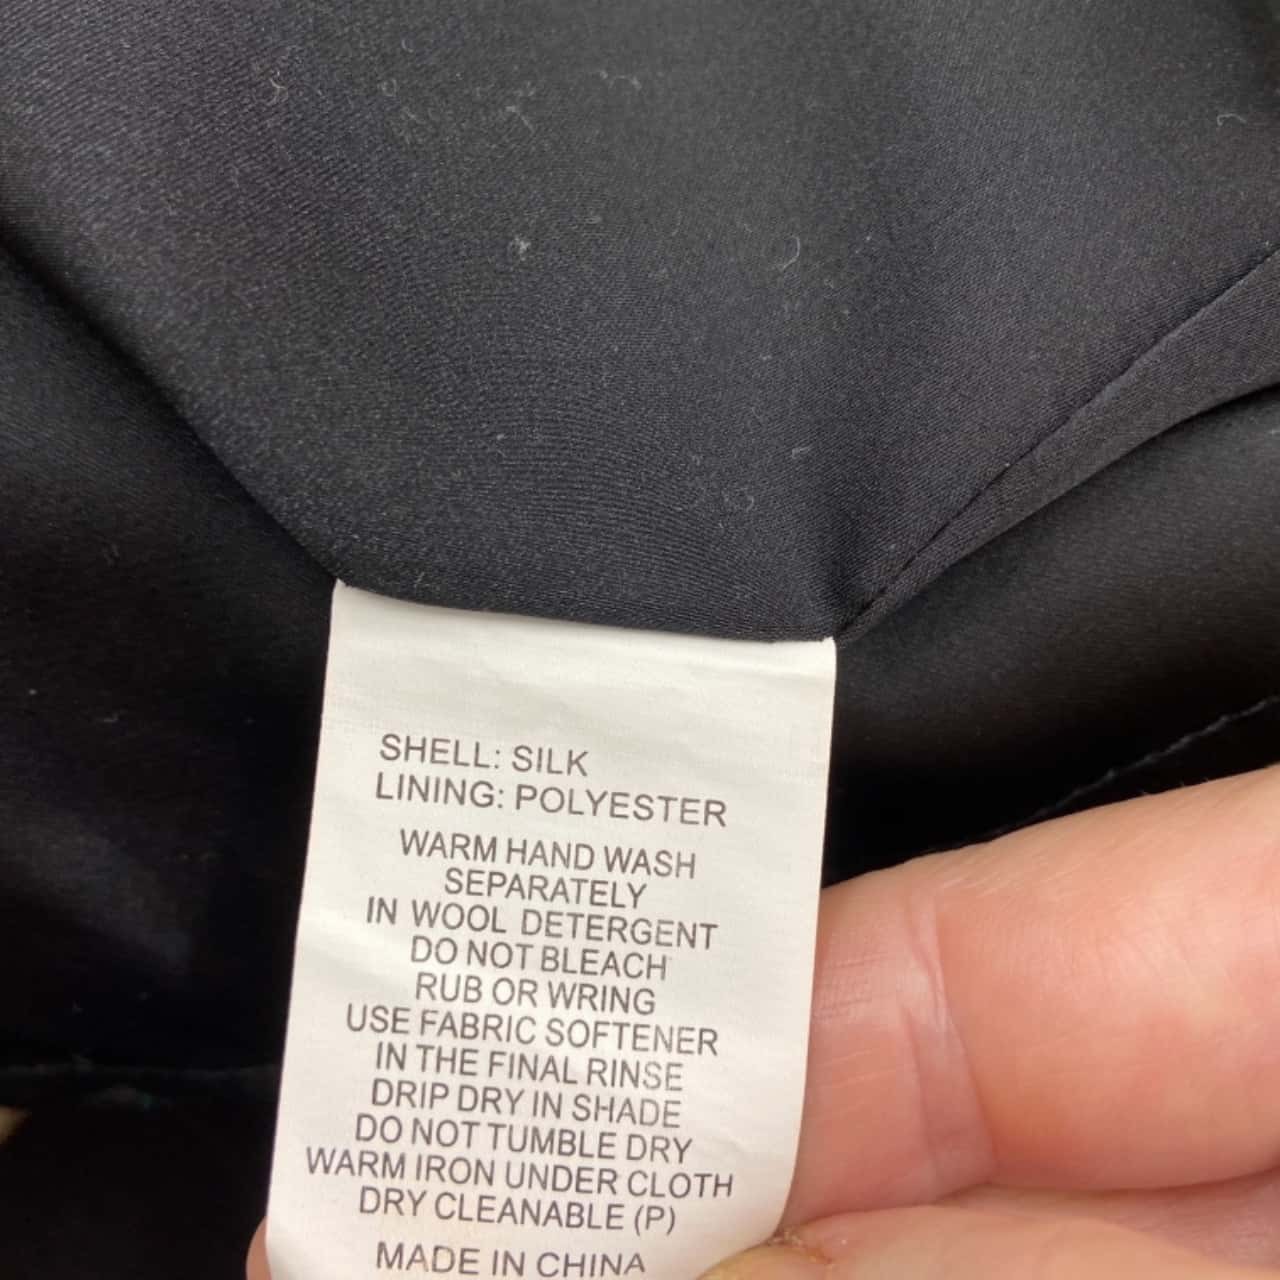 SHELL: SILK
LINING: POLYESTER
WARM HAND WASH
SEPARATELY
IN WOOL DETERGENT
DO NOT BLEACH
RUB OR WRING
USE FABRIC SOFTENER
IN THE FINAL RINSE
DRIP DRY IN SHADE
DO NOT TUMBLE DRY
WARM IRON UNDER CLOTH
DRY CLEANABLE (P)
MADE IN CHINA